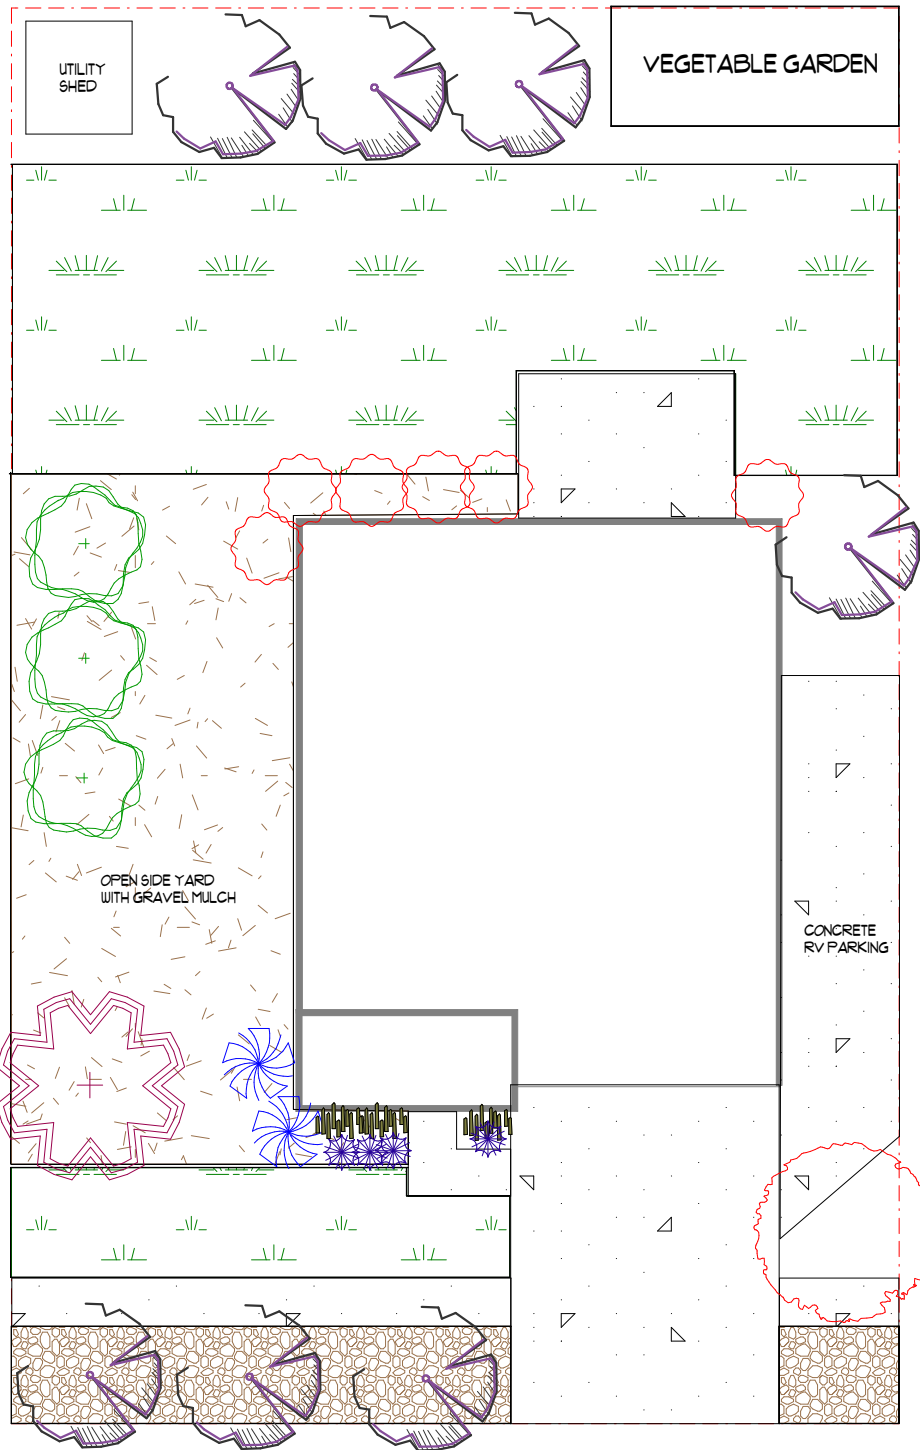 UTILITY
SHED
VEGETABLE GARDEN
OPEN SIDE YARD
WITH GRAVEL MULCH
CONCRETE
RV PARKING